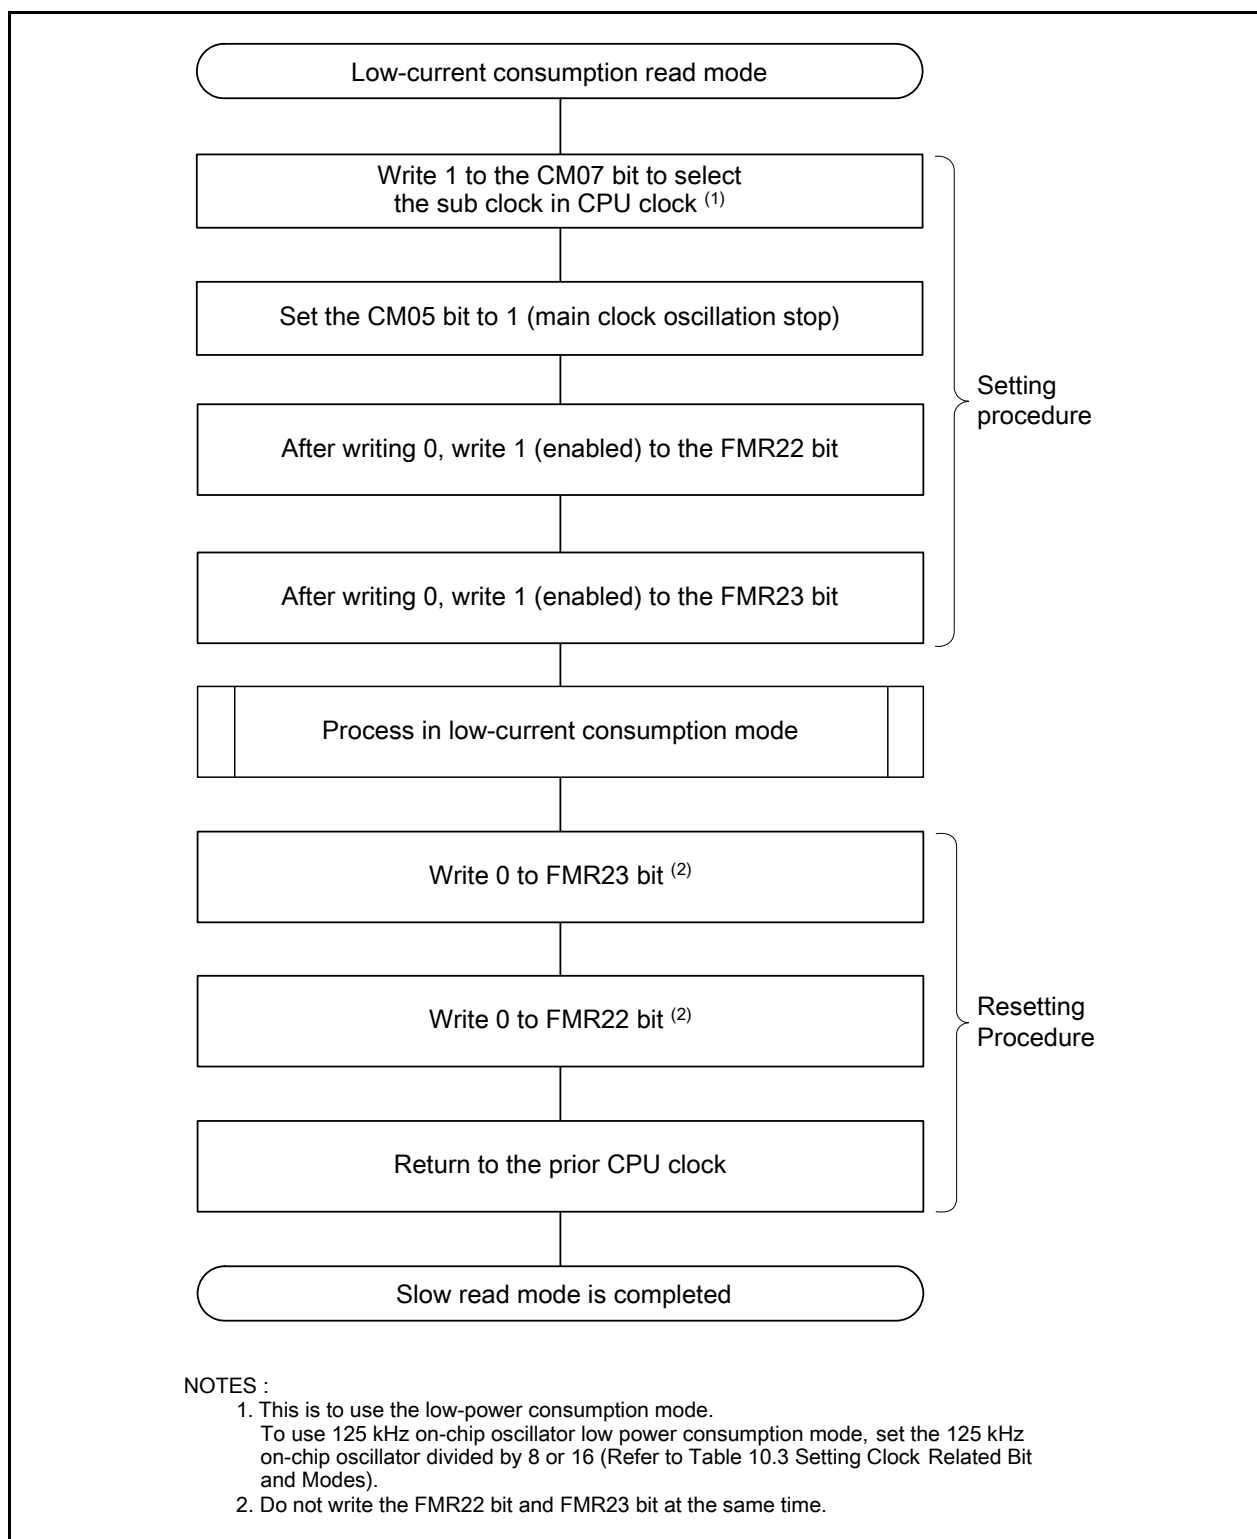 Low-current consumption read mode
Write 1 to the CM07 bit to select
the sub clock in CPU clock (1)
Set the CM05 bit to 1 (main clock oscillation stop)
After writing 0, write 1 (enabled) to the FMR22 bit
After writing 0, write 1 (enabled) to the FMR23 bit
Setting
procedure
Process in low-current consumption mode
Write 0 to FMR23 bit (2)
Write 0 to FMR22 bit (2)
Return to the prior CPU clock
Resetting
Procedure
Slow read mode is completed
NOTES :
1. This is to use the low-power consumption mode.
To use 125 kHz on-chip oscillator low power consumption mode, set the 125 kHz
on-chip oscillator divided by 8 or 16 (Refer to Table 10.3 Setting Clock Related Bit
and Modes).
2. Do not write the FMR22 bit and FMR23 bit at the same time.